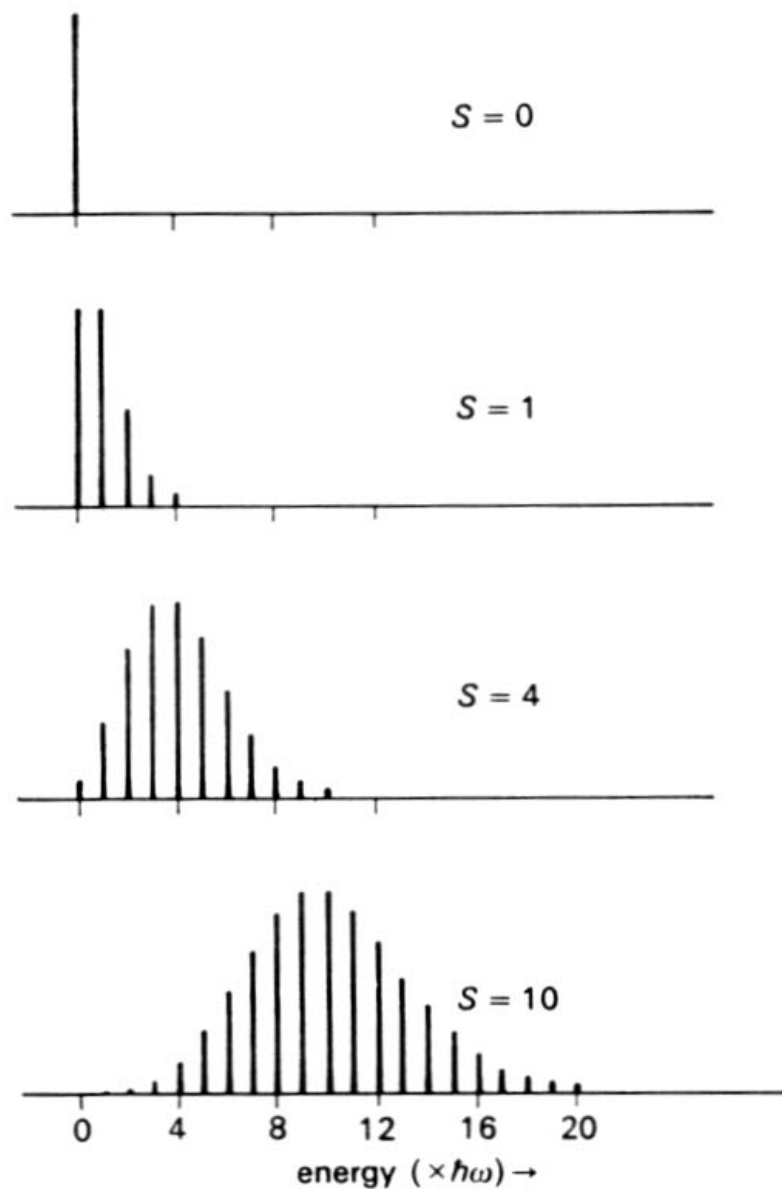 S = 0
S = 1
S = 4
S = 10
0 4 8 12 16 20
energy (×ħω) →